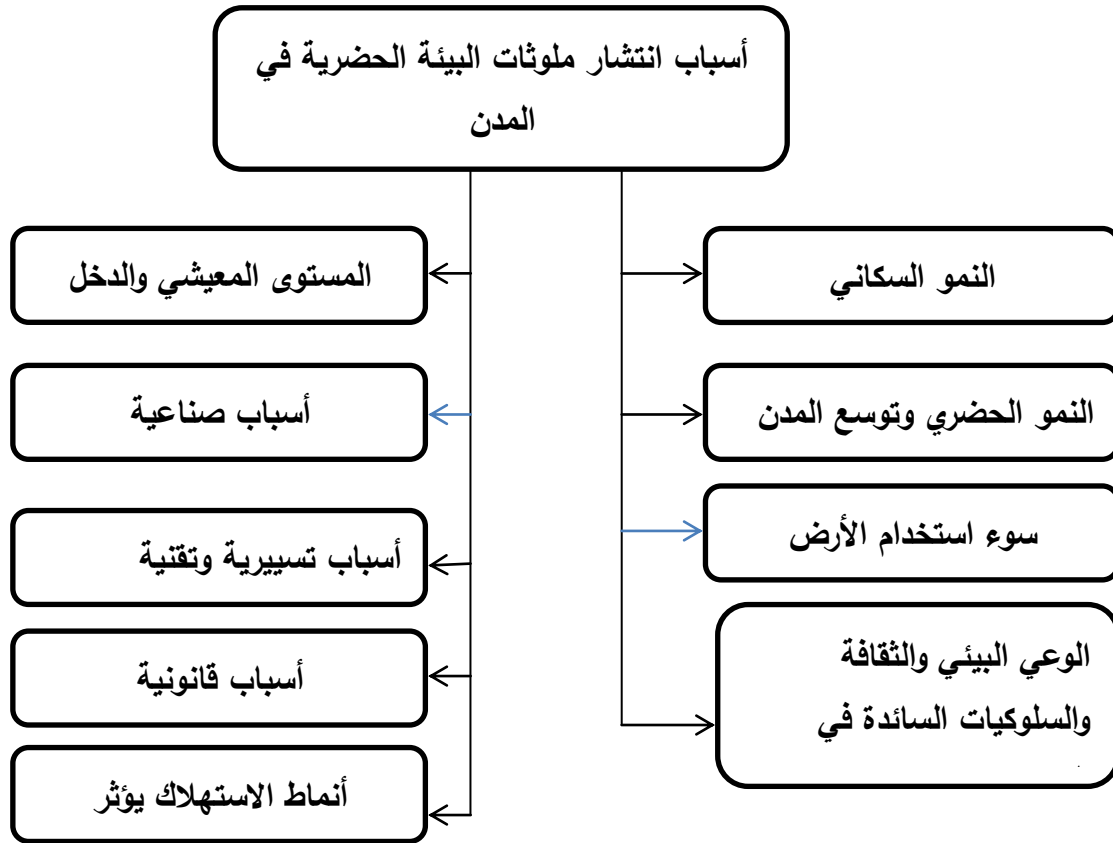 أسباب انتشار ملوثات البيئة الحضرية في
المدن
النمو السكاني
النمو الحضري وتوسع المدن
سوء استخدام الأرض
الوعي البيئي والثقافة
والسلوكيات السائدة في
المستوى المعيشي والدخل
أسباب صناعية
أسباب تسييرية وتقنية
أسباب قانونية
أنماط الاستهلاك يؤثر